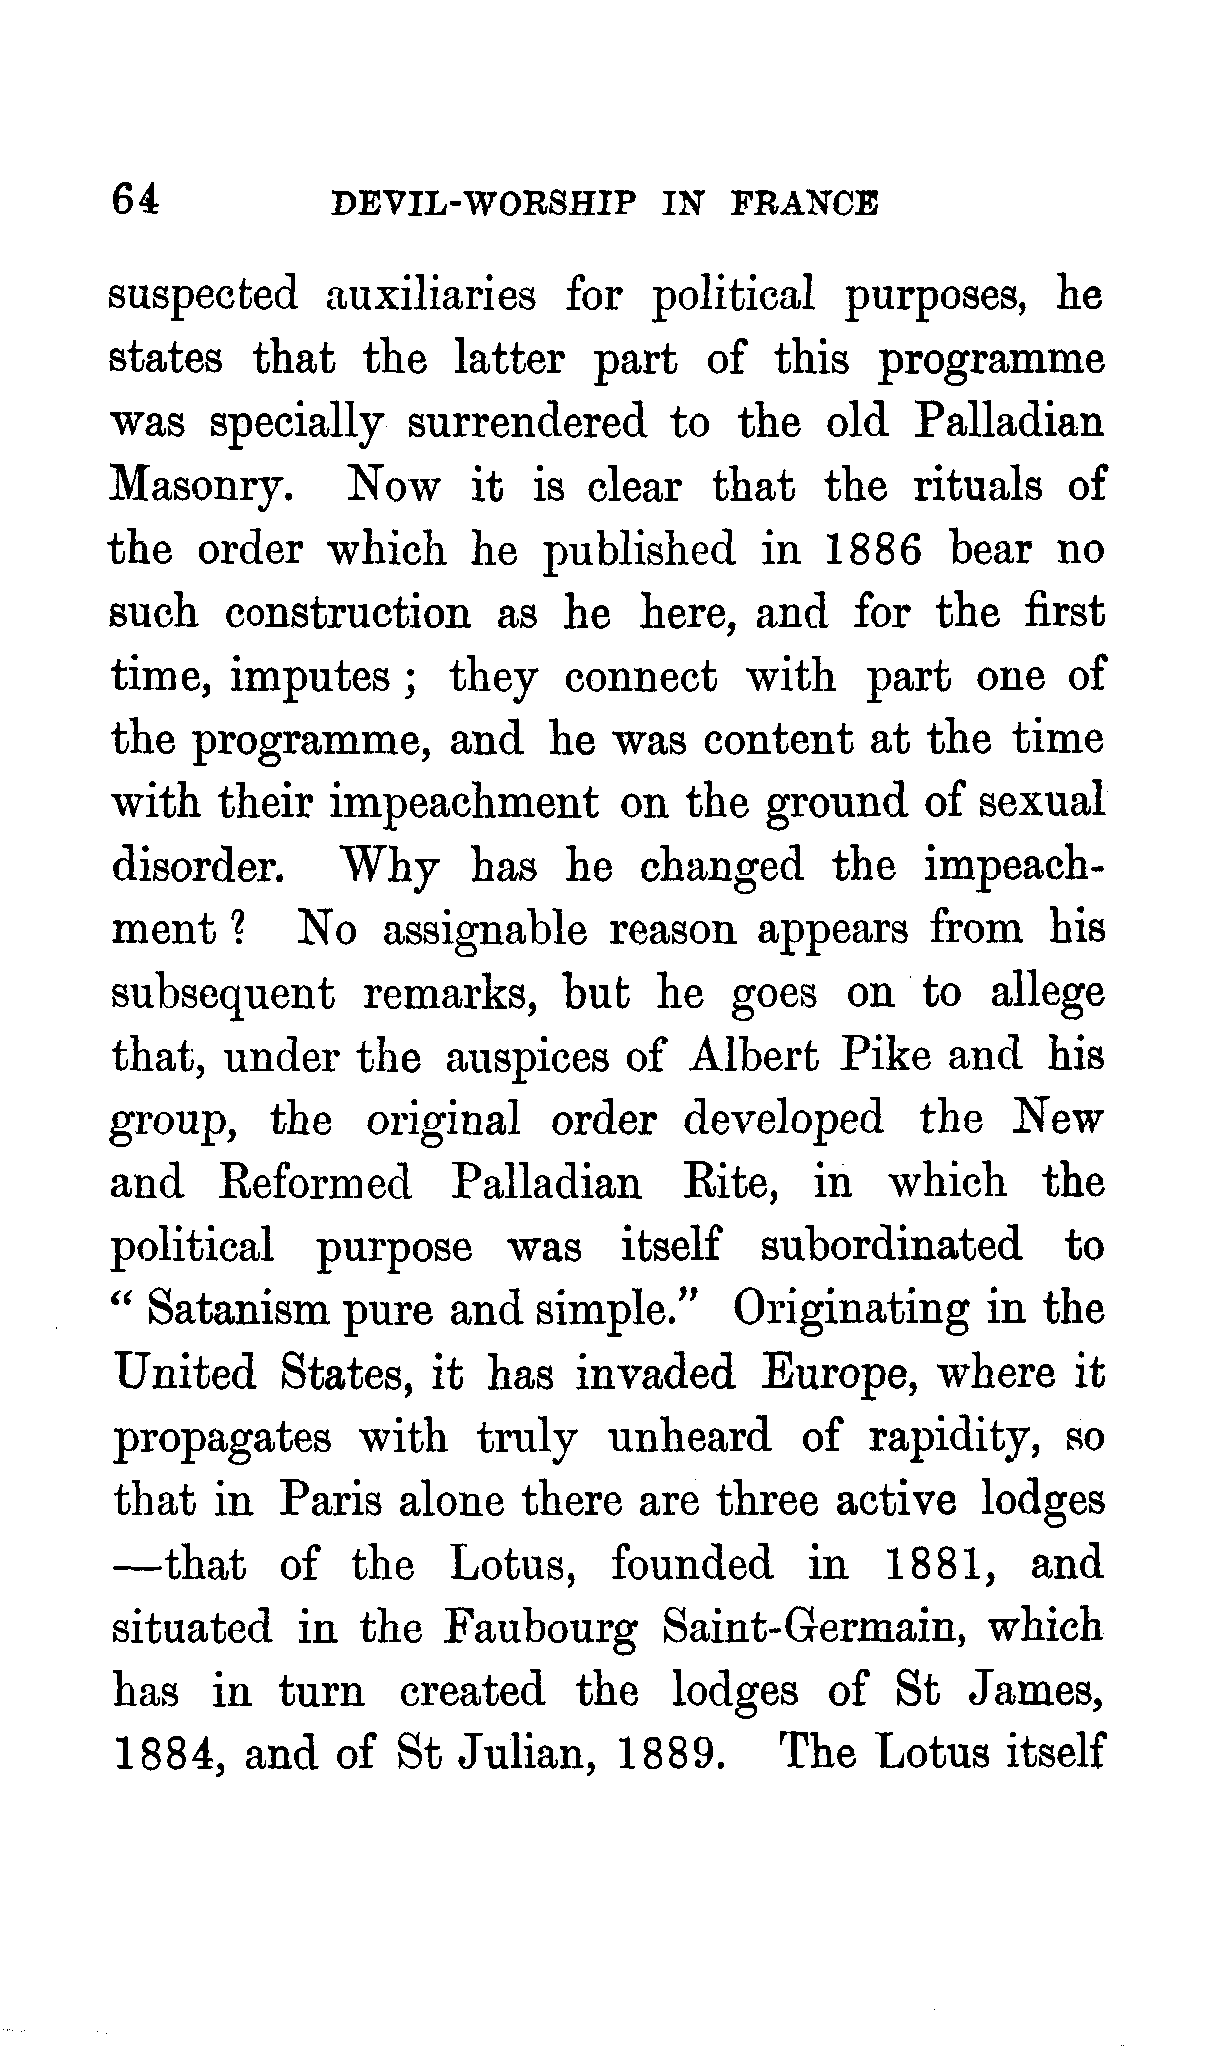 64 DEVIL-WORSHIP IN FRANCE
suspected auxiliaries for political purposes, he
states that the latter part of this programme
was specially surrendered to the old Palladian
Masonry. Now it is clear that the rituals of
the order which he published in 1886 bear no
such construction as he here, and for the first
time, imputes ; they connect with part one of
the programme, and he was content at the time
with their impeachment on the ground of sexual
disorder. Why has he changed the impeach-
ment ? No assignable reason appears from his
subsequent remarks, but he goes on to allege
that, under the auspices of Albert Pike and his
group, the original order developed the New
and Reformed Palladian Rite, in which the
political purpose was itself subordinated to
“ Satanism pure and simple.” Originating in the
United States, it has invaded Europe, where it
propagates with truly unheard of rapidity, so
that in Paris alone there are three active lodges
—that of the Lotus, founded in 1881, and
situated in the Faubourg Saint-Germain, which
has in turn created the lodges of St James,
1884, and of St Julian, 1889. The Lotus itself